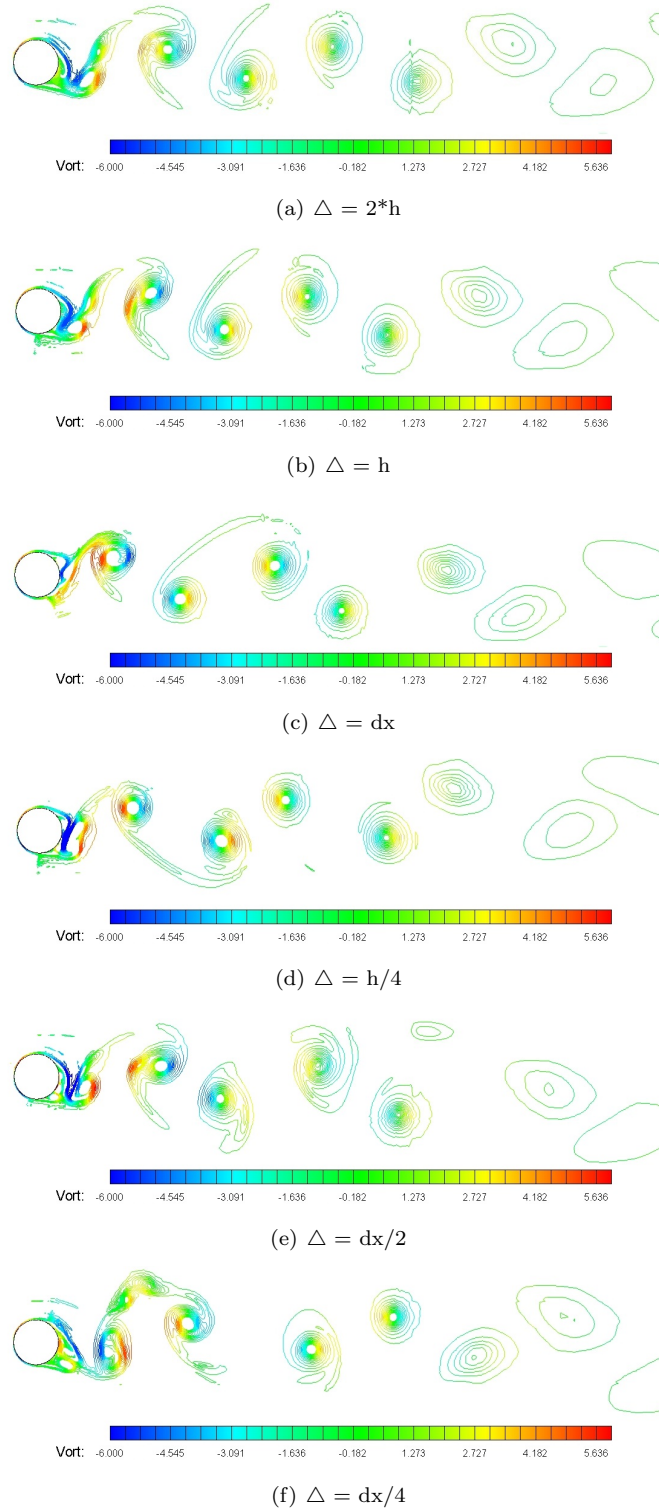 Vort: -6.000 -4.545 -3.091 -1.636 -0.182 1.273 2.727 4.182 5.636
(a) △ = 2*h
Vort: -6.000 -4.545 -3.091 -1.636 -0.182 1.273 2.727 4.182 5.636
(b) △ = h
Vort: -6.000 -4.545 -3.091 -1.636 -0.182 1.273 2.727 4.182 5.636
(c) △ = dx
Vort: -6.000 -4.545 -3.091 -1.636 -0.182 1.273 2.727 4.182 5.636
(d) △ = h/4
Vort: -6.000 -4.545 -3.091 -1.636 -0.182 1.273 2.727 4.182 5.636
(e) △ = dx/2
Vort: -6.000 -4.545 -3.091 -1.636 -0.182 1.273 2.727 4.182 5.636
(f) △ = dx/4